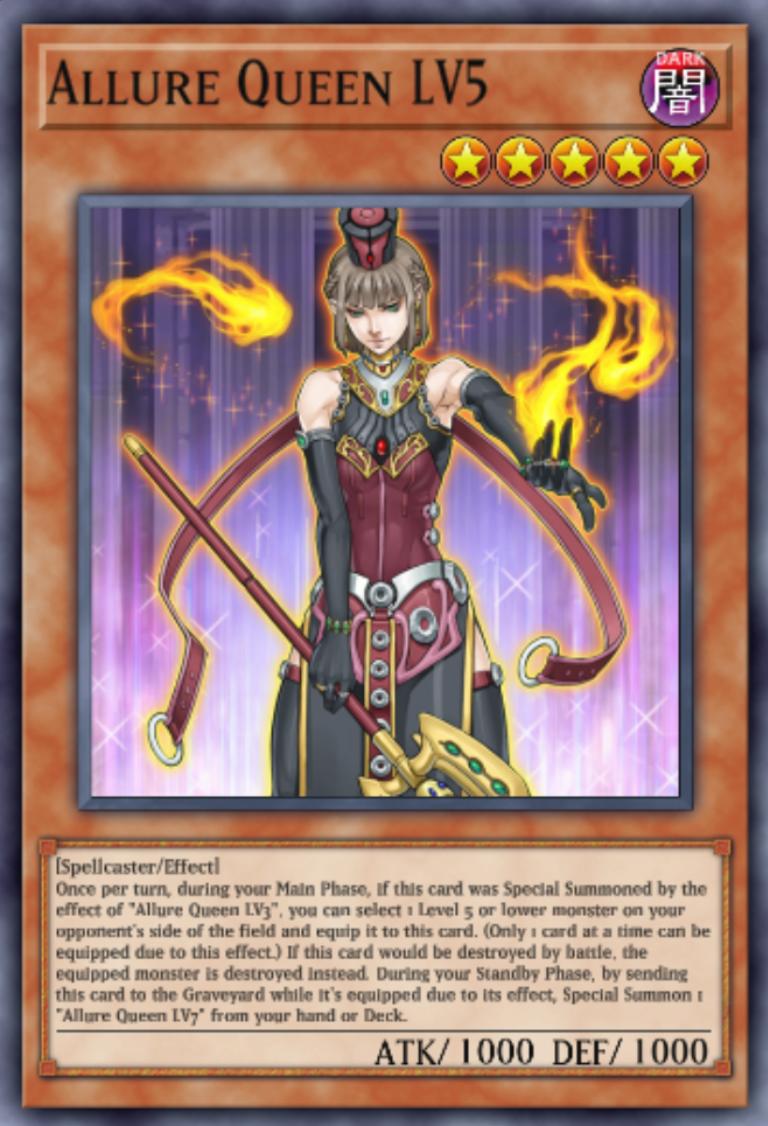 ALLURE QUEEN LV5
DARK
闇
[Spellcaster/Effect]
Once per turn, during your Main Phase, if this card was Special Summoned by the
effect of "Allure Queen LV3", you can select 1 Level 5 or lower monster on your
opponent's side of the field and equip it to this card. (Only 1 card at a time can be
equipped due to this effect.) If this card would be destroyed by battle, the
equipped monster is destroyed instead. During your Standby Phase, by sending
this card to the Graveyard while it's equipped due to its effect, Special Summon 1
"Allure Queen LV7" from your hand or Deck.
ATK/ 1000 DEF/ 1000